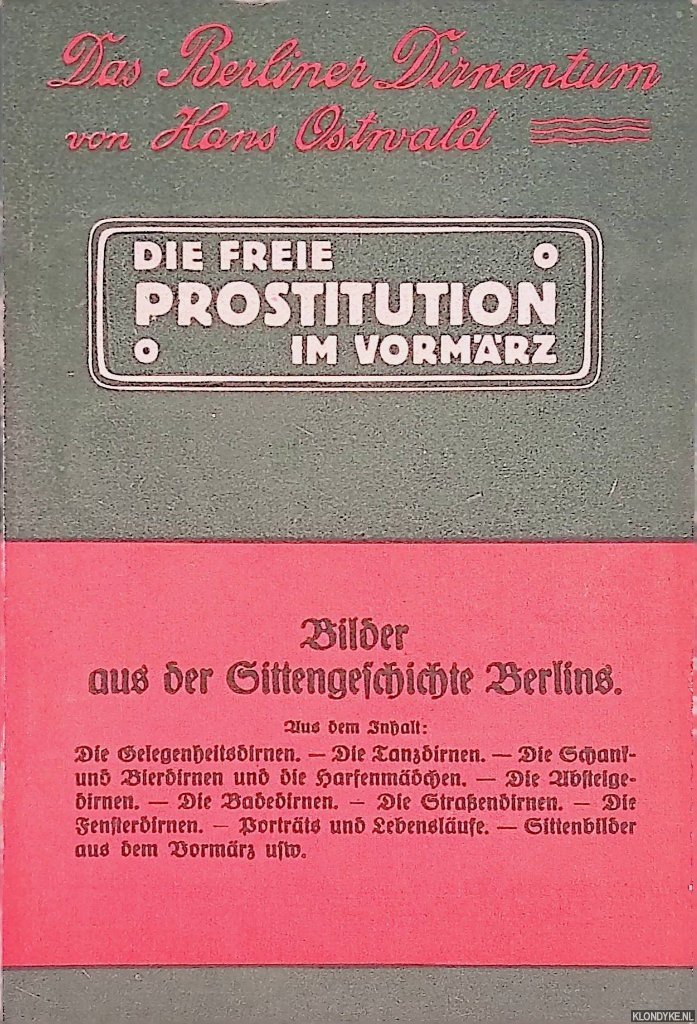 Das Berliner Dirnentum
von Hans Ostwald
DIE FREIE O
PROSTITUTION
O IM VORMÄRZ
Bilder
aus der Sittengeschichte Berlins.
Aus dem Inhalt:
Die Gelegenheitsdirnen. — Die Tanzdirnen. — Die Schank-
und Bierdirnen und die Harfenmädchen. — Die Absteige-
dirnen. — Die Badedirnen. — Die Straßendirnen. — Die
Fensterdirnen. — Porträts und Lebensläufe. — Sittenbilder
aus dem Vormärz usw.
KLONDYKE.NL